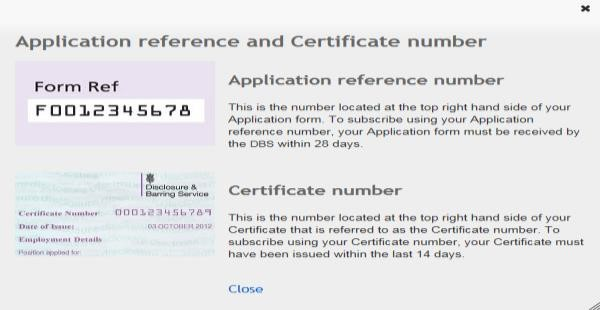 Application reference and Certificate number
Form Ref
F0012345678
Application reference number
This is the number located at the top right hand side of your
Application form. To subscribe using your Application
reference number, your Application form must be received by
the DBS within 28 days.
Disclosure &
Barring Service
Certificate Number 000123456789
Date of Issue: 03 OCTOBER 2012
Employment Details
Position applied for:
Certificate number
This is the number located at the top right hand side of your
Certificate that is referred to as the Certificate number. To
subscribe using your Certificate number, your Certificate must
have been issued within the last 14 days.
Close